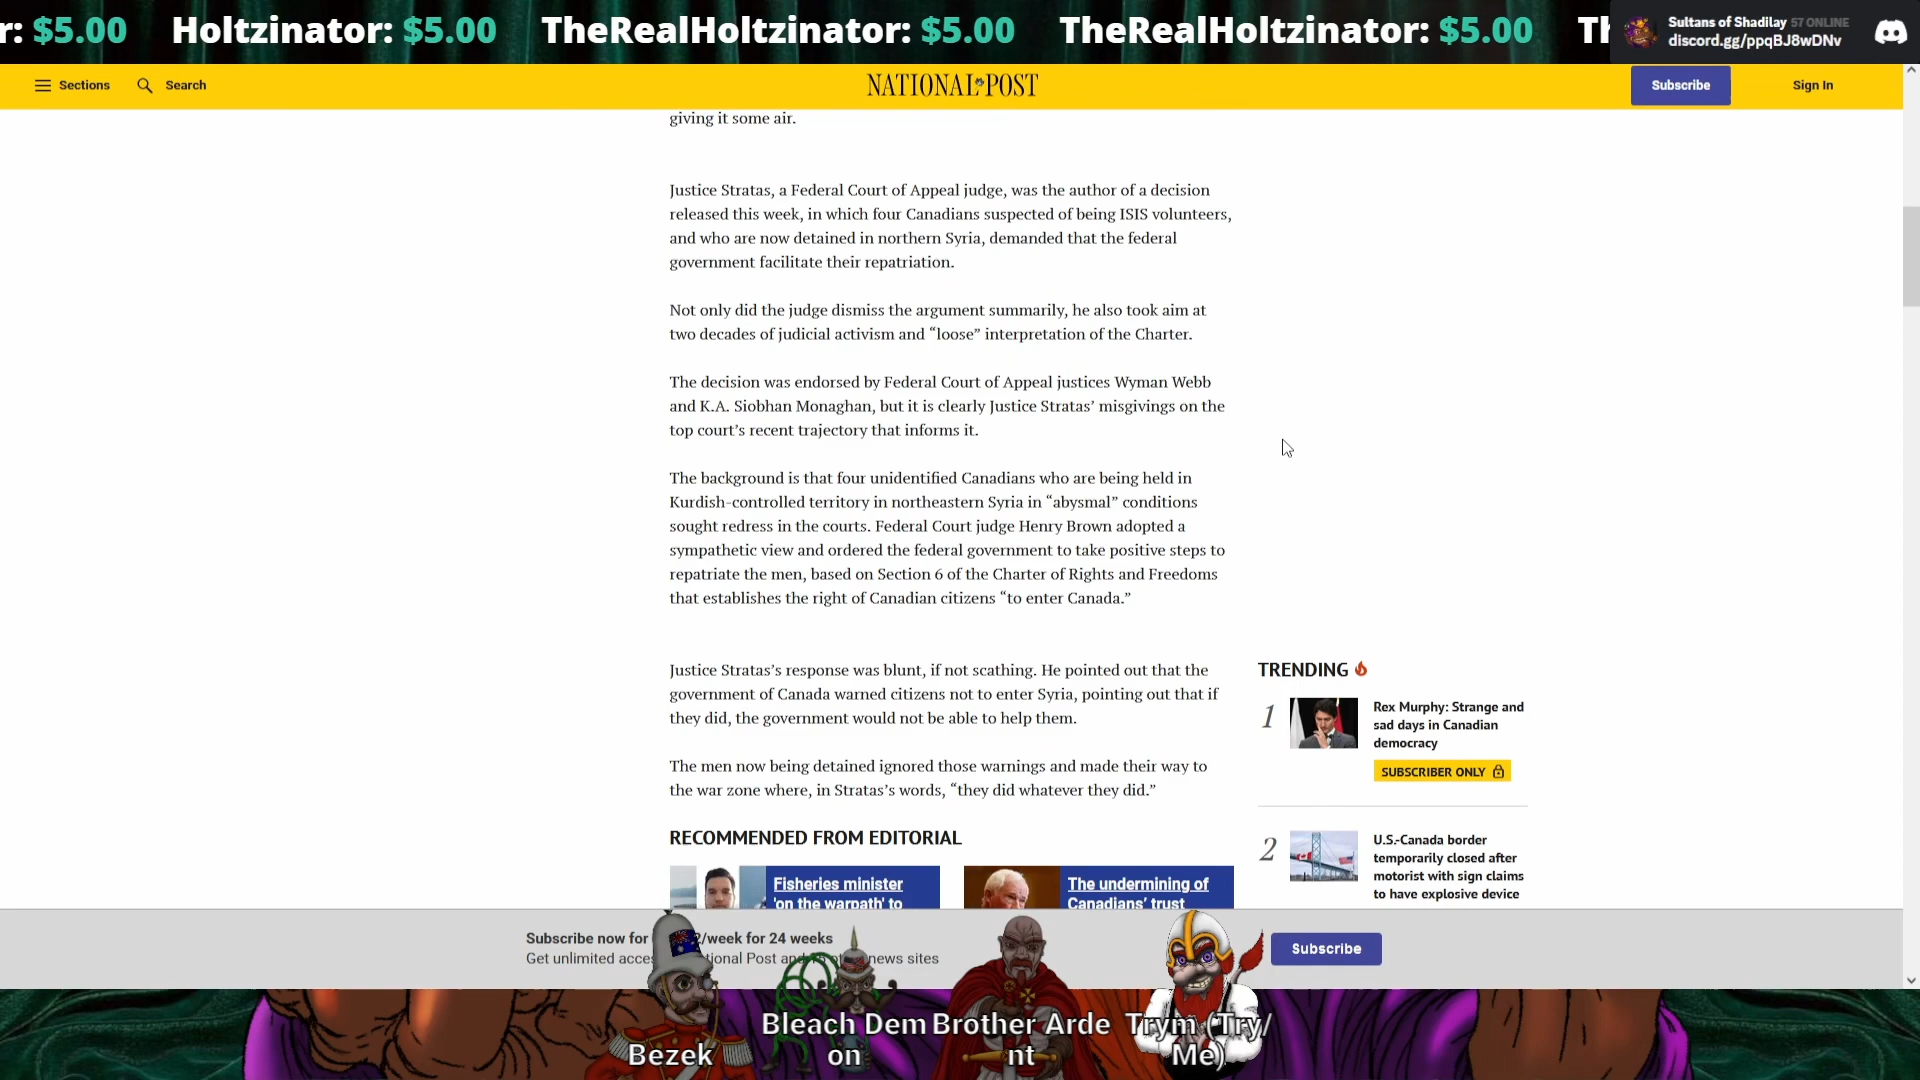 r: $5.00 Holtzinator: $5.00 TheRealHoltzinator: $5.00 TheRealHoltzinator: $5.00 Th
Sultans of Shadilay 57 ONLINE
discord.gg/ppqBJ8wDNv
Sections Search NATIONAL POST Subscribe Sign In
giving it some air.
Justice Stratas, a Federal Court of Appeal judge, was the author of a decision
released this week, in which four Canadians suspected of being ISIS volunteers,
and who are now detained in northern Syria, demanded that the federal
government facilitate their repatriation.
Not only did the judge dismiss the argument summarily, he also took aim at
two decades of judicial activism and “loose” interpretation of the Charter.
The decision was endorsed by Federal Court of Appeal justices Wyman Webb
and K.A. Siobhan Monaghan, but it is clearly Justice Stratas’ misgivings on the
top court’s recent trajectory that informs it.
The background is that four unidentified Canadians who are being held in
Kurdish-controlled territory in northeastern Syria in “abysmal” conditions
sought redress in the courts. Federal Court judge Henry Brown adopted a
sympathetic view and ordered the federal government to take positive steps to
repatriate the men, based on Section 6 of the Charter of Rights and Freedoms
that establishes the right of Canadian citizens “to enter Canada.”
Justice Stratas’s response was blunt, if not scathing. He pointed out that the
government of Canada warned citizens not to enter Syria, pointing out that if
they did, the government would not be able to help them.
The men now being detained ignored those warnings and made their way to
the war zone where, in Stratas’s words, “they did whatever they did.”
TRENDING
1
Rex Murphy: Strange and
sad days in Canadian
democracy
SUBSCRIBER ONLY
2
U.S.-Canada border
temporarily closed after
motorist with sign claims
to have explosive device
RECOMMENDED FROM EDITORIAL
Fisheries minister
'on the warpath' to
The undermining of
Canadians’ trust
Subscribe now for 2/week for 24 weeks
Get unlimited National Post news sites
Subscribe
Bezek
Bleach Dem
on
Brother Arde
nt
Trym (Try/
Me)